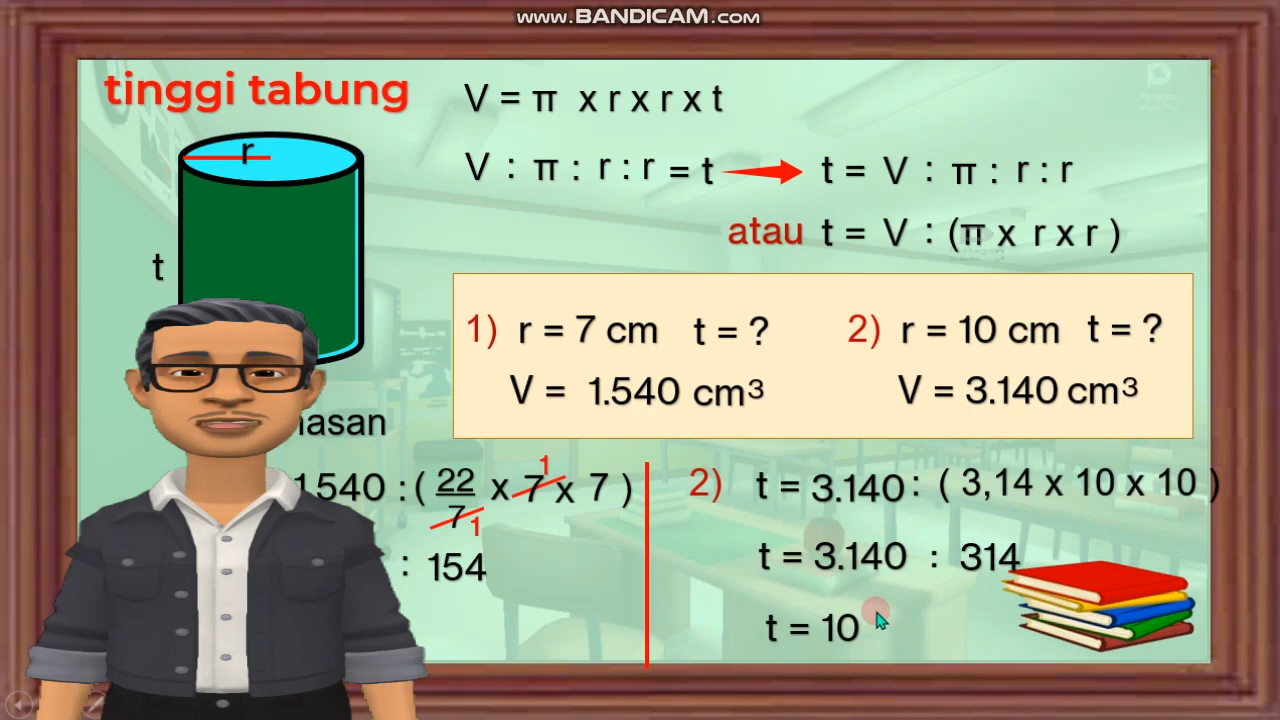 www.BANDICAM.com
tinggi tabung
r
t
V = π x r x r x t
V : π : r : r = t → t = V : π : r : r
atau t = V : (π x r x r )
1) r = 7 cm t = ?
V = 1.540 cm³
2) r = 10 cm t = ?
V = 3.140 cm³
hasan
1540 : ( 22/7 x 7 x 7 )
1
1
: 154
2) t = 3.140 : ( 3,14 x 10 x 10 )
t = 3.140 : 314
t = 10